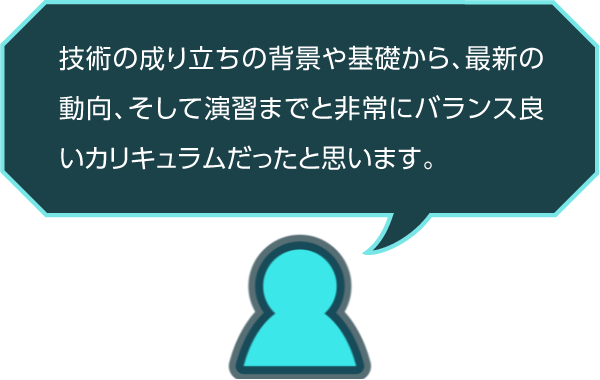 技術の成り立ちの背景や基礎から、最新の
動向、そして演習までと非常にバランス良
いカリキュラムだったと思います。